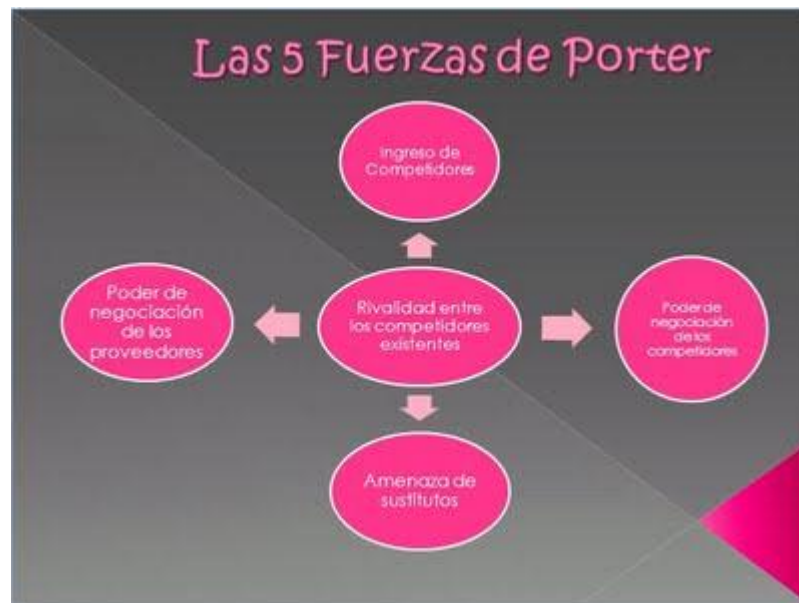 Las 5 Fuerzas de Porter
Ingreso de
Competidores
Poder de
negociación
de los
proveedores
Rivalidad entre
los competidores
existentes
Poder de
negociación
de los
competidores
Amenaza de
sustitutos